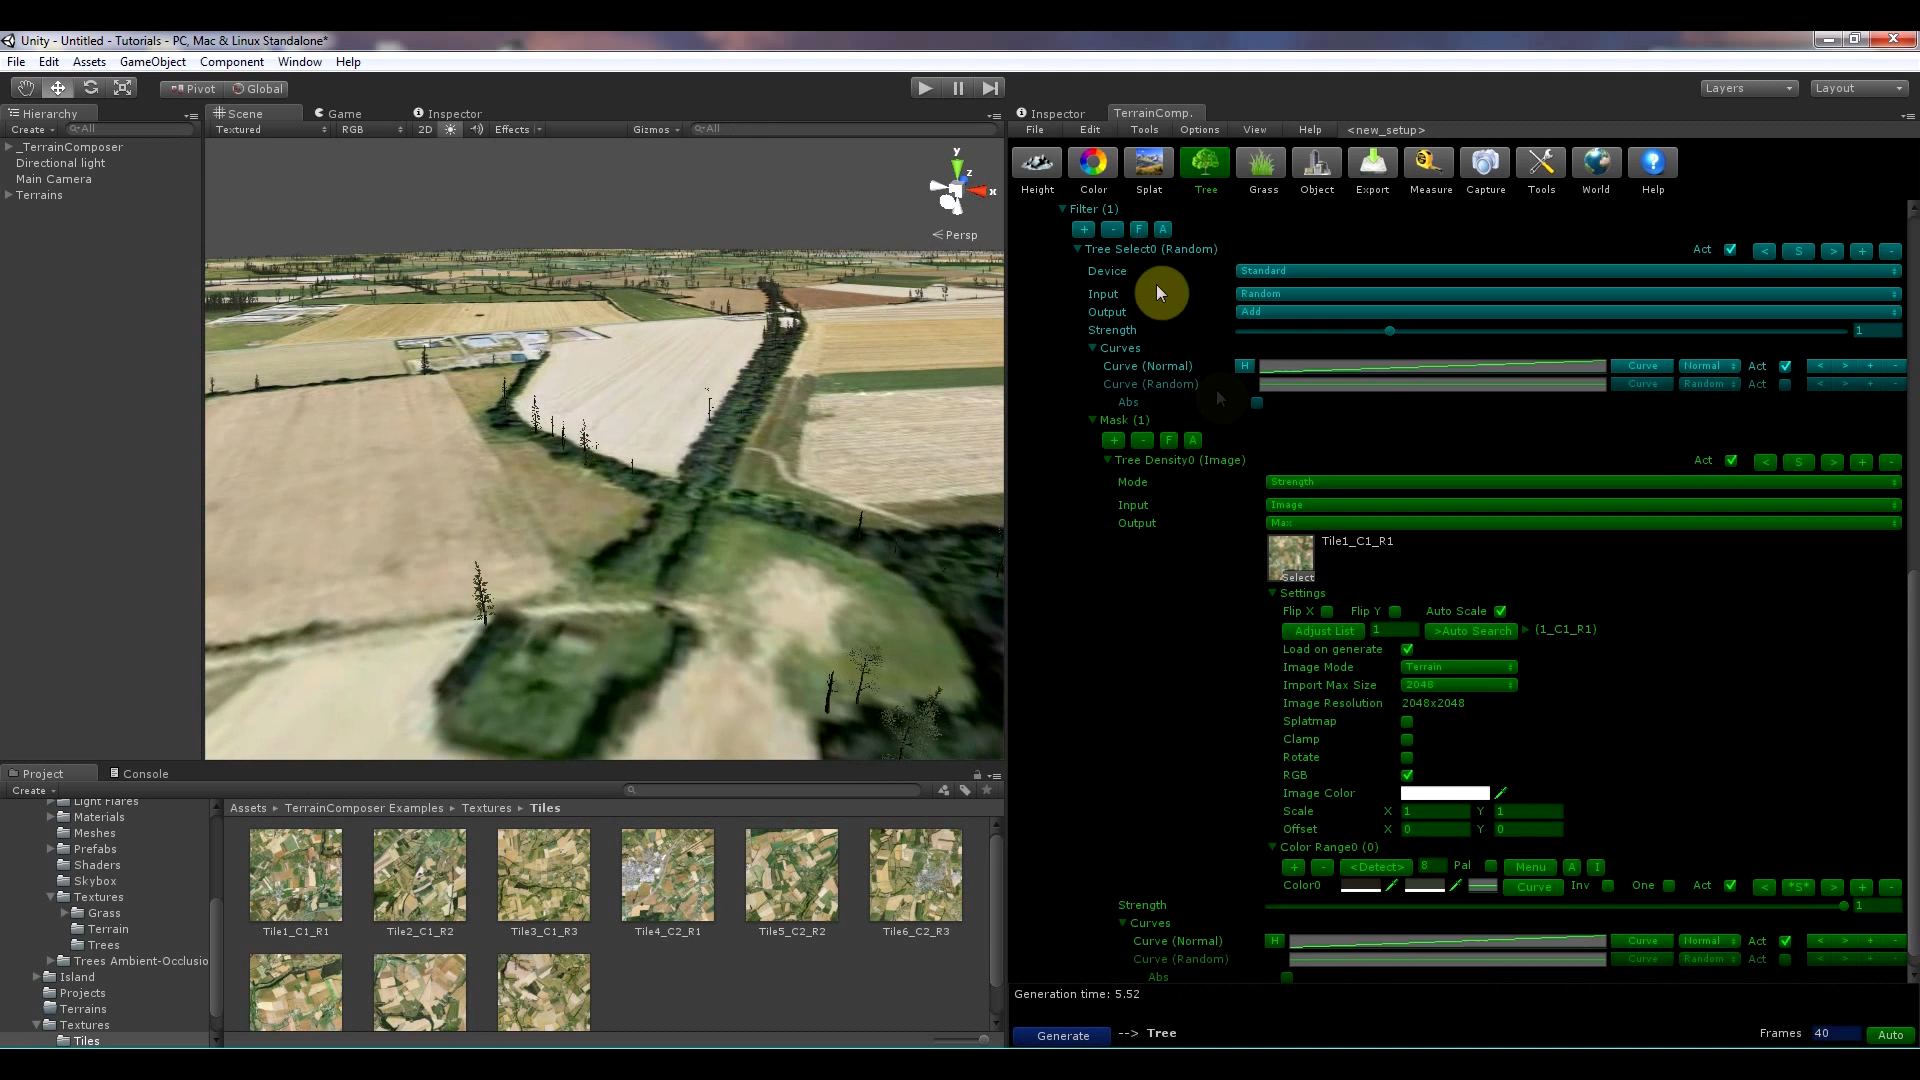 Unity - Untitled - Tutorials - PC, Mac & Linux Standalone*
File Edit Assets GameObject Component Window Help
Pivot Global Layers Layout
Hierarchy
Create All
_TerrainComposer
Directional light
Main Camera
Terrains
Scene Game Inspector
Textured RGB 2D Effects Gizmos All
y
z
x
Persp
Inspector TerrainComp.
File Edit Tools Options View Help <new_setup>
Height Color Splat Tree Grass Object Export Measure Capture Tools World Help
Filter (1)
+ - F A
Tree Select0 (Random) Act < S > + -
Device Standard
Input Random
Output Add
Strength 1
Curves
Curve (Normal) H Curve Normal Act < > + -
Curve (Random) Curve Random Act < > + -
Abs
Mask (1)
+ - F A
Tree Density0 (Image) Act < S > + -
Mode Strength
Input Image
Output Max
Tile1_C1_R1
Select
Settings
Flip X Flip Y Auto Scale
Adjust List 1 >Auto Search (1_C1_R1)
Load on generate
Image Mode Terrain
Import Max Size 2048
Image Resolution 2048x2048
Splatmap
Clamp
Rotate
RGB
Image Color
Scale X 1 Y 1
Offset X 0 Y 0
Color Range0 (0)
+ - <Detect> 8 Pal Menu A I
Color0 Curve Inv One Act < *S* > + -
Strength 1
Curves
Curve (Normal) H Curve Normal Act < > + -
Curve (Random) Curve Random Act < > + -
Abs
Generation time: 5.52
Generate --> Tree Frames 40 Auto
Project Console
Create
Light Flares
Materials
Meshes
Prefabs
Shaders
Skybox
Textures
Grass
Terrain
Trees
Trees Ambient-Occlusio
Island
Projects
Terrains
Textures
Tiles
Assets TerrainComposer Examples Textures Tiles
Tile1_C1_R1 Tile2_C1_R2 Tile3_C1_R3 Tile4_C2_R1 Tile5_C2_R2 Tile6_C2_R3